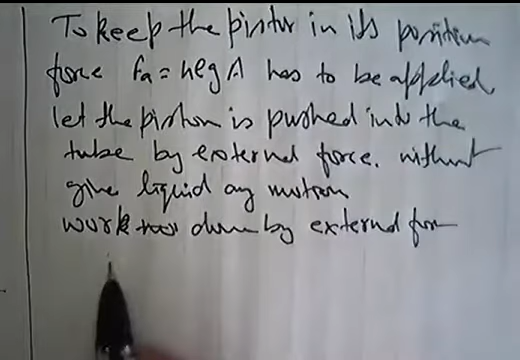 To keep the piston in its position
force Fa = hρg A has to be applied,
let the piston is pushed into the
tube by external force. without
give liquid any motion
work done by external force